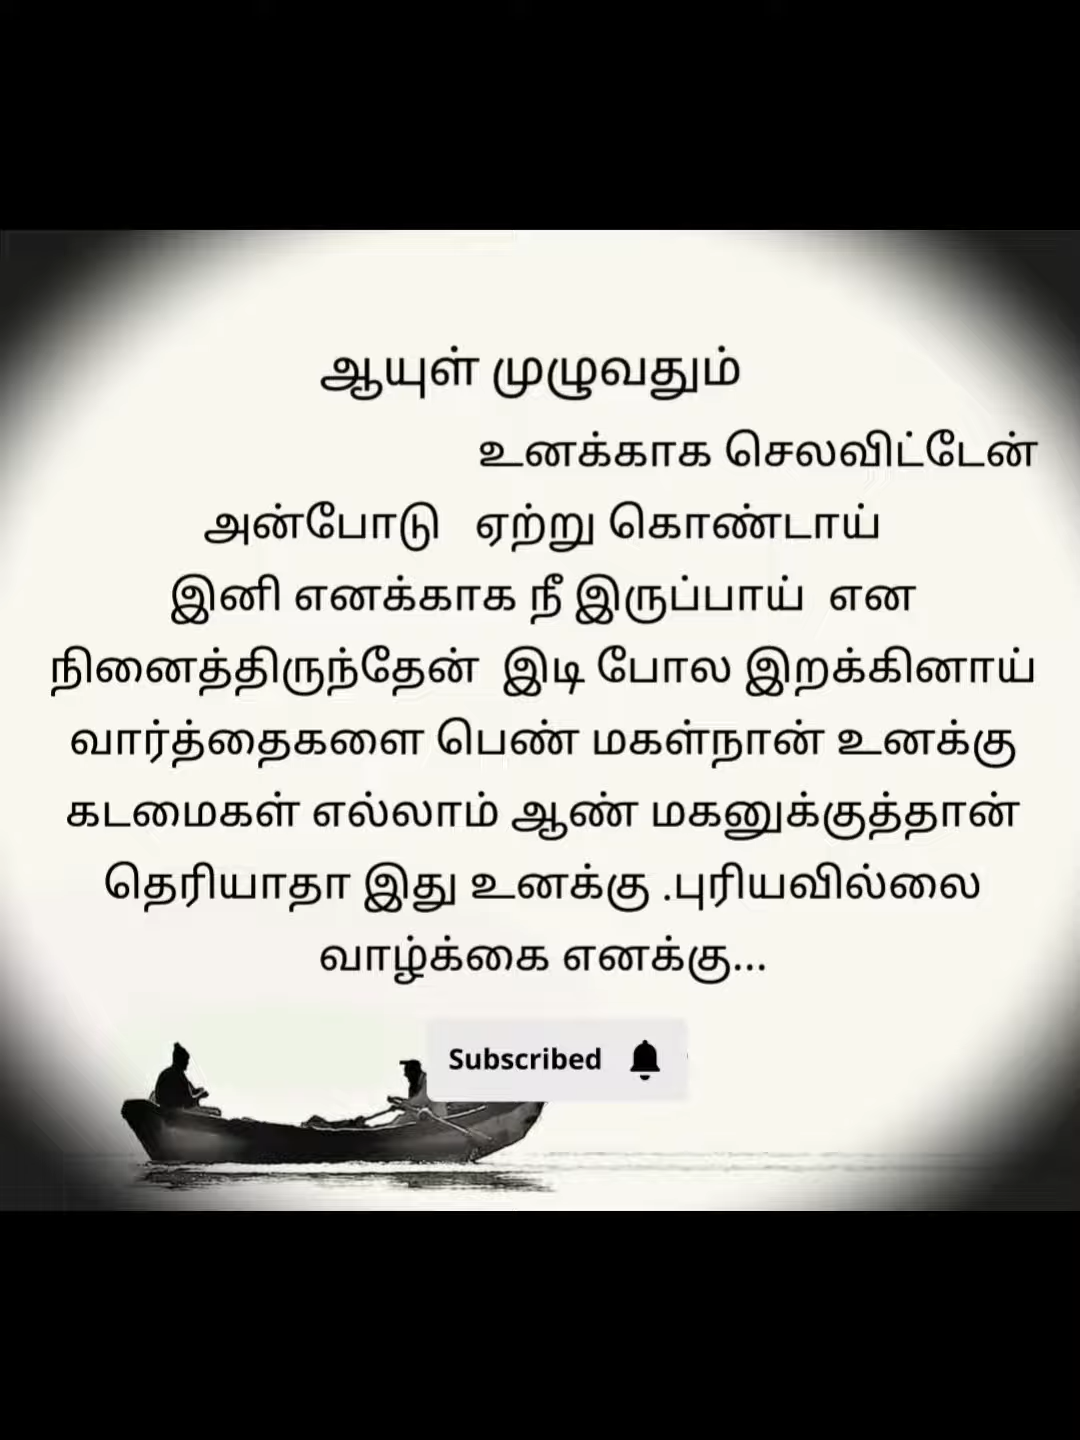 ஆயுள் முழுவதும்
உனக்காக செலவிட்டேன்
அன்போடு ஏற்று கொண்டாய்
இனி எனக்காக நீ இருப்பாய் என
நினைத்திருந்தேன் இடி போல இறக்கினாய்
வார்த்தைகளை பெண் மகள்நான் உனக்கு
கடமைகள் எல்லாம் ஆண் மகனுக்குத்தான்
தெரியாதா இது உனக்கு .புரியவில்லை
வாழ்க்கை எனக்கு...
Subscribed